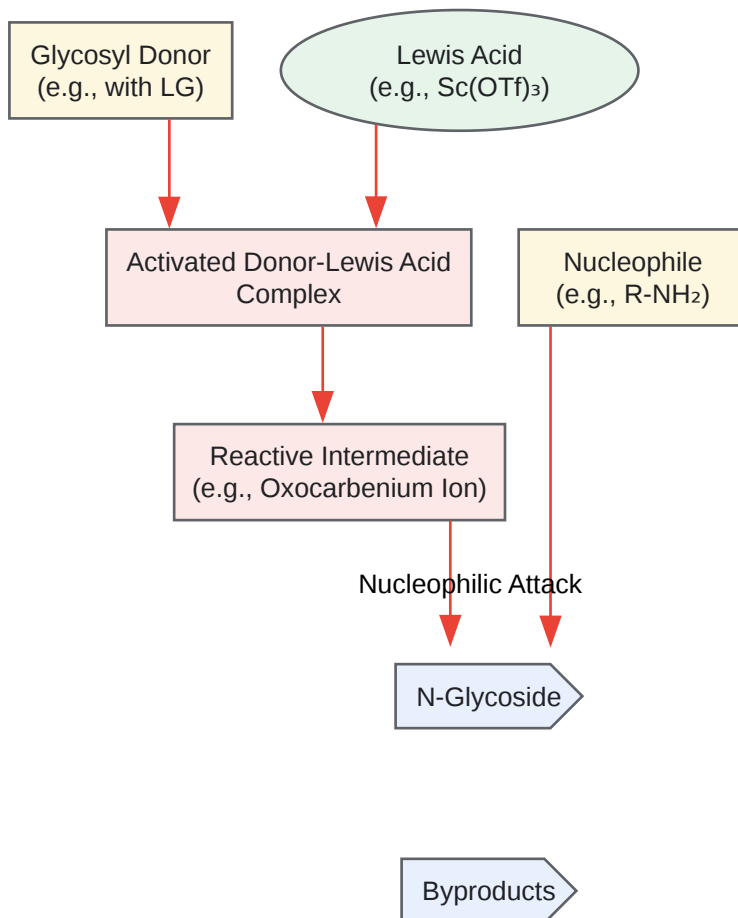 Glycosyl Donor
(e.g., with LG)
Lewis Acid
(e.g., Sc(OTf)₃)
Activated Donor-Lewis Acid
Complex
Nucleophile
(e.g., R-NH₂)
Reactive Intermediate
(e.g., Oxocarbenium Ion)
Nucleophilic Attack
N-Glycoside
Byproducts